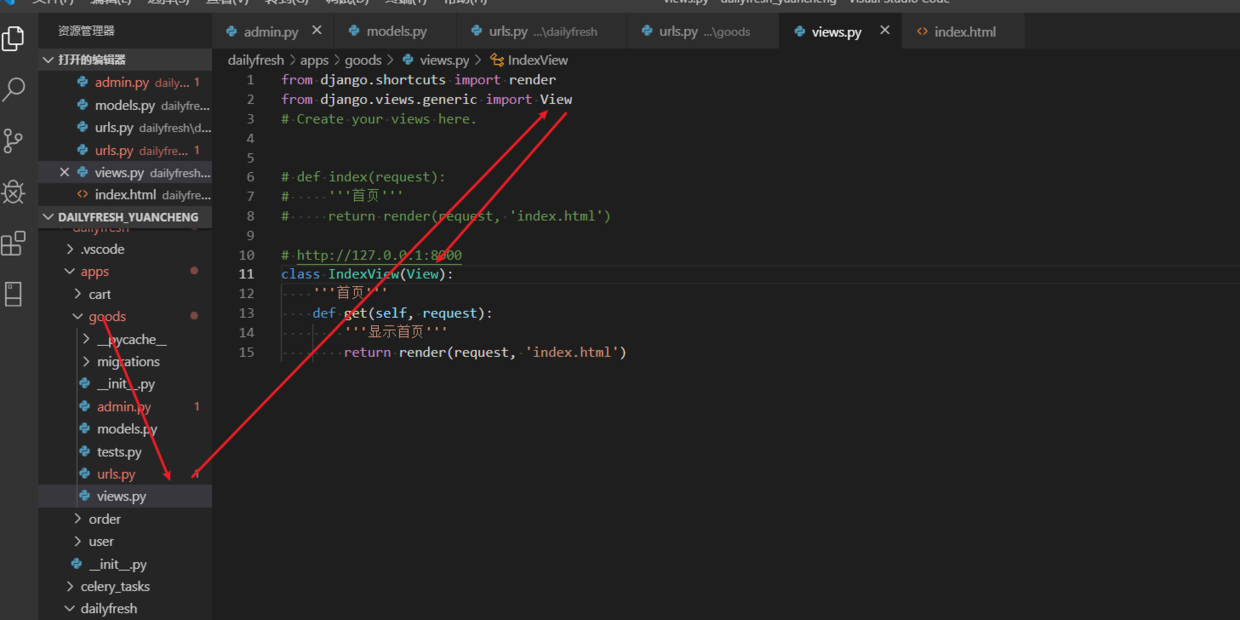 views.py - dailyfresh_yuancheng - Visual Studio Code
资源管理器
admin.py
models.py
urls.py ...\dailyfresh
urls.py ...\goods
views.py
index.html
打开的编辑器
admin.py daily... 1
models.py dailyfre...
urls.py dailyfresh\d...
urls.py dailyfre... 1
views.py dailyfresh...
index.html dailyfre...
DAILYFRESH_YUANCHENG
dailyfresh
.vscode
apps
cart
goods
__pycache__
migrations
__init__.py
admin.py 1
models.py
tests.py
urls.py 1
views.py
order
user
__init__.py
celery_tasks
dailyfresh
dailyfresh > apps > goods > views.py > IndexView
1 from django.shortcuts import render
2 from django.views.generic import View
3 # Create your views here.
4
5
6 # def index(request):
7 #     '''首页'''
8 #     return render(request, 'index.html')
9
10 # http://127.0.0.1:8000
11 class IndexView(View):
12     '''首页'''
13     def get(self, request):
14         '''显示首页'''
15         return render(request, 'index.html')